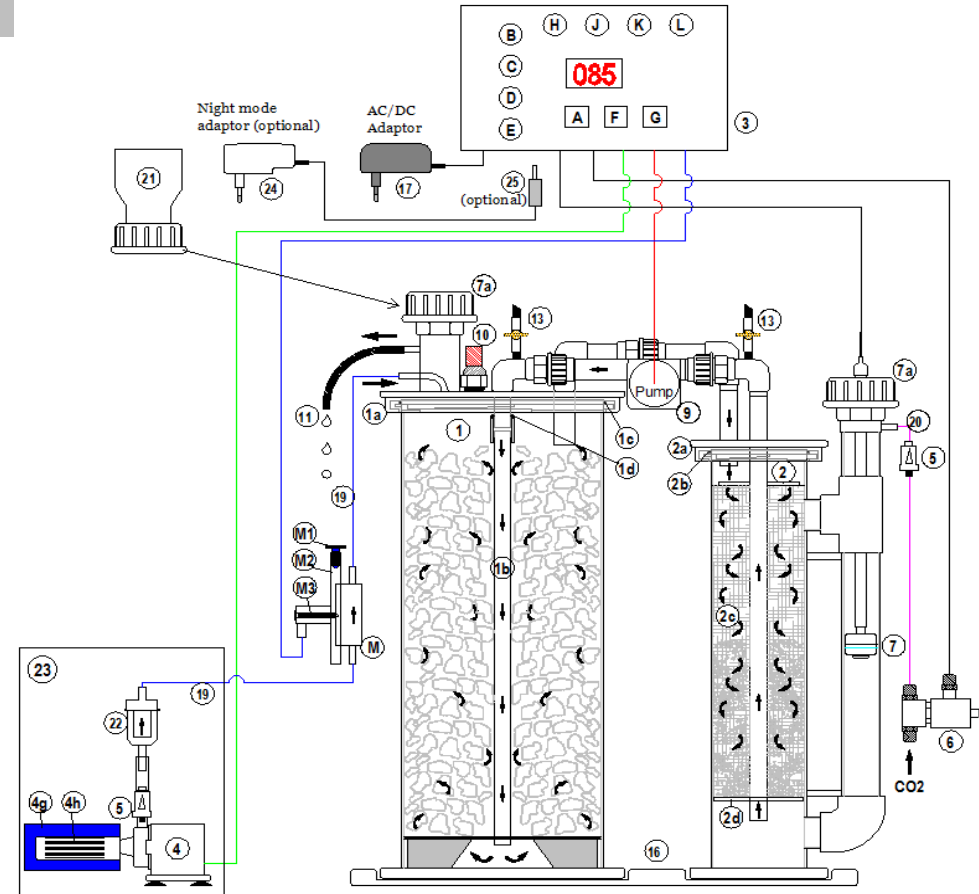 H J K L
B
C
D
E
085
A F G
3
Night mode
adaptor (optional)
AC/DC
Adaptor
21
24
17
25
(optional)
7a
10
13
13
11
1a
1
1c
1d
Pump
9
7a
20
5
2a
2b
2
19
M1
M2
M3
M
1b
2c
7
6
CO2
23
19
22
5
4g
4h
4
2d
16